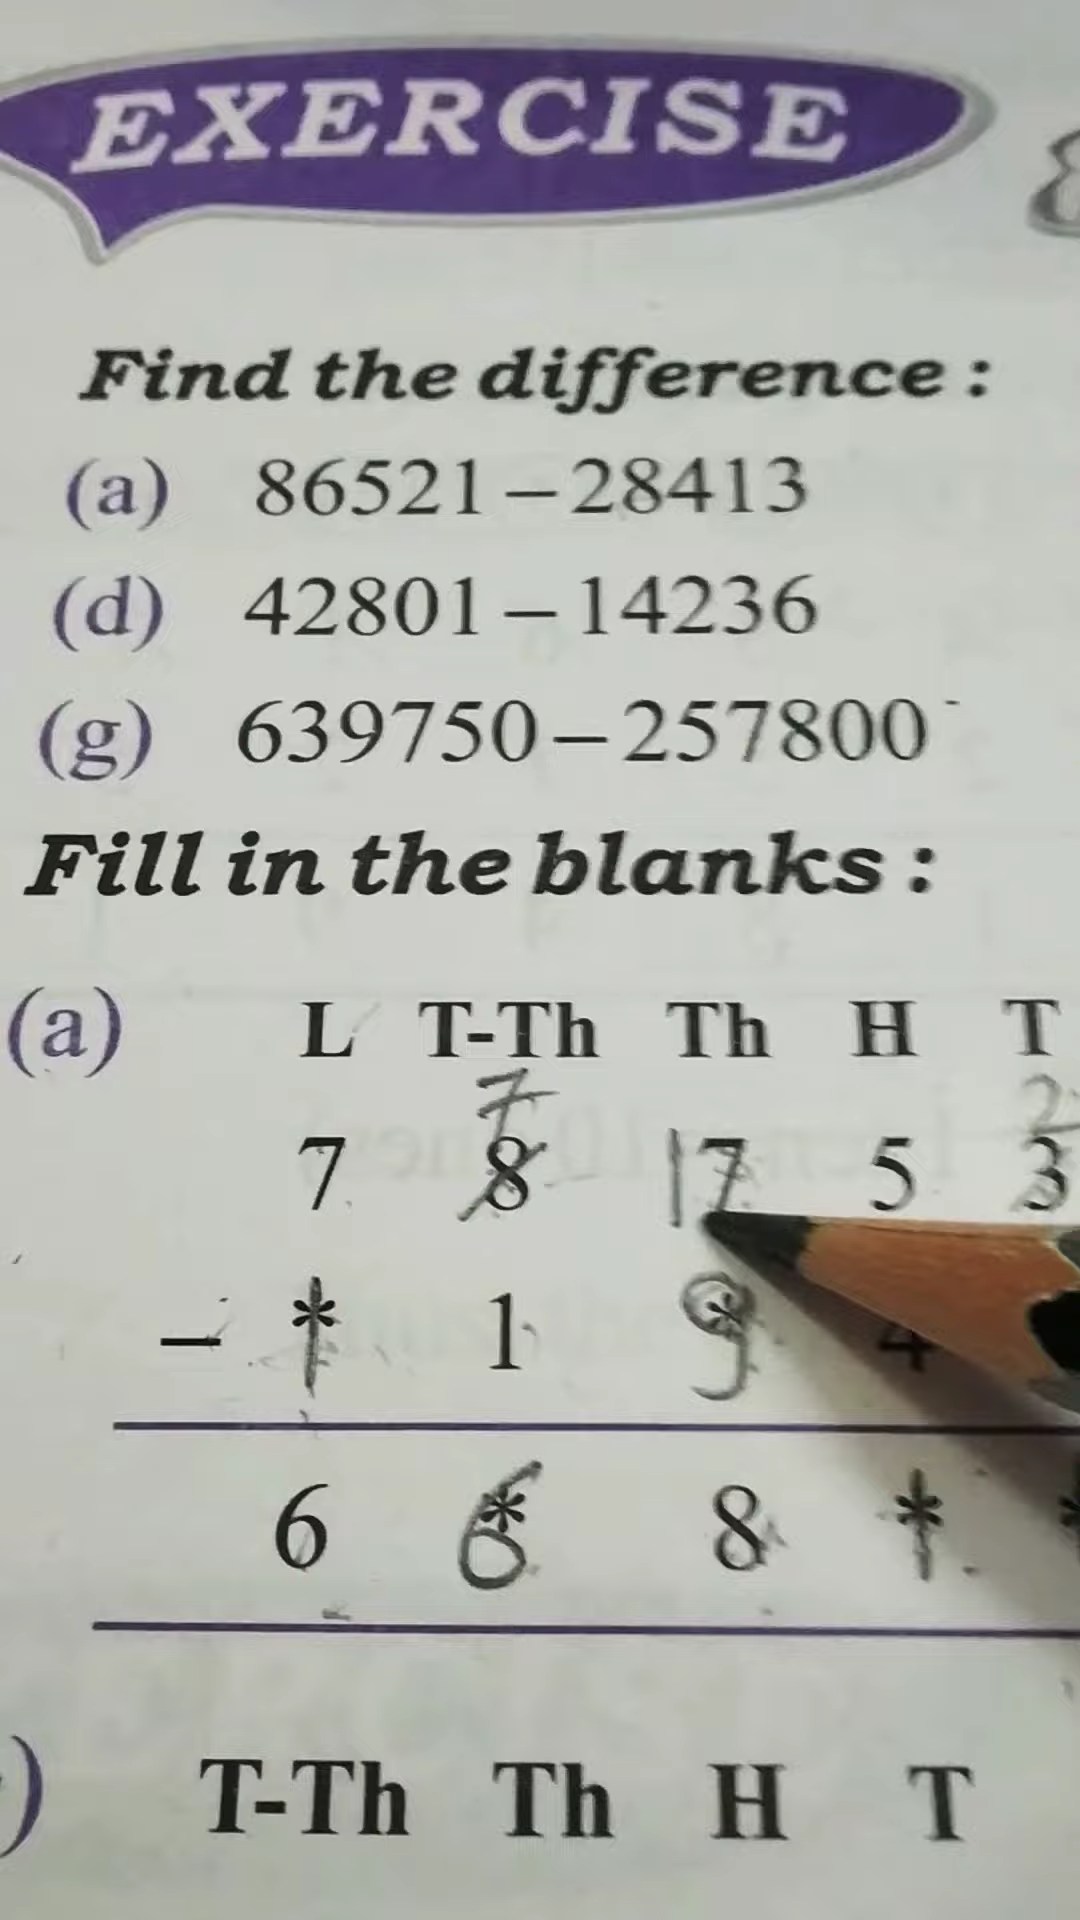 EXERCISE
Find the difference :
(a) 86521 – 28413
(d) 42801 – 14236
(g) 639750 – 257800
Fill in the blanks :
(a) L T-Th Th H T
7 2
7 8 17 5 3
– * 1 9 4
6 6 8 *
) T-Th Th H T